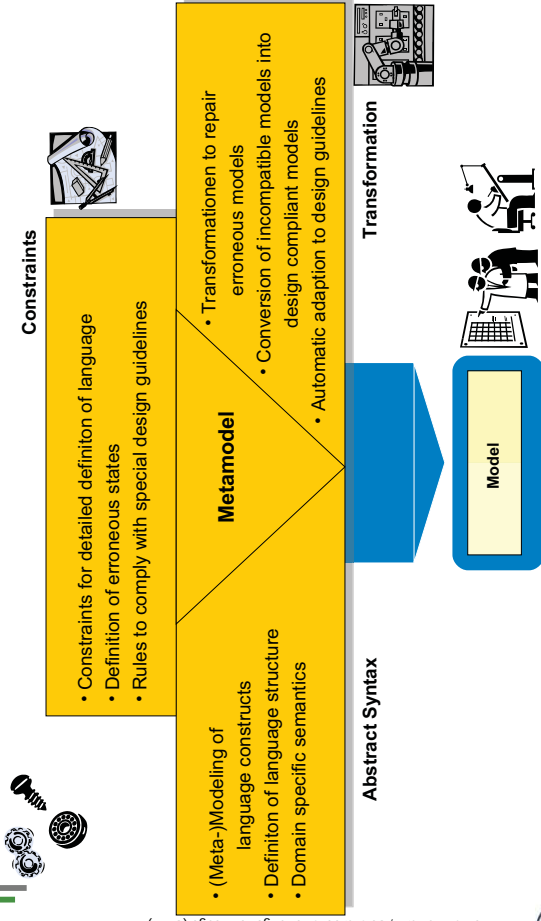 Constraints
• Constraints for detailed definiton of language
• Definition of erroneous states
• Rules to comply with special design guidelines
• (Meta-)Modeling of
language constructs
• Definiton of language structure
• Domain specific semantics
Abstract Syntax
Metamodel
• Transformationen to repair
erroneous models
• Conversion of incompatible models into
design compliant models
• Automatic adaption to design guidelines
Transformation
Model